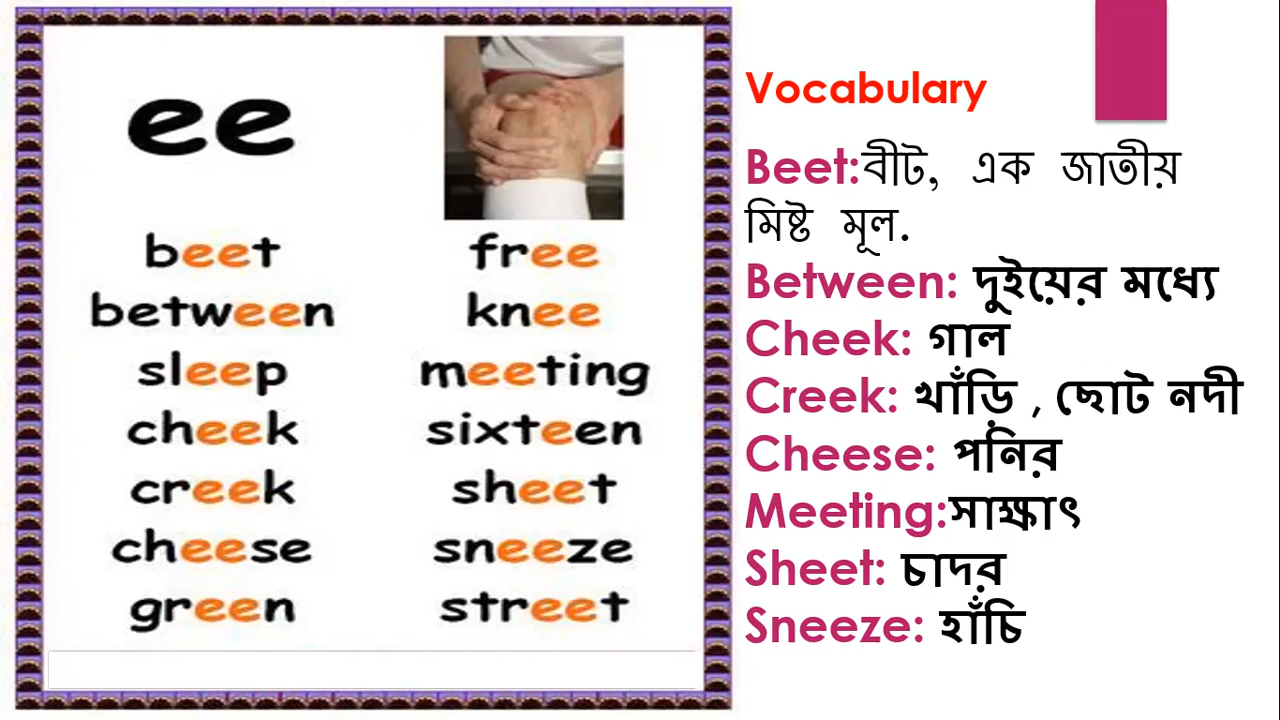 ee
beet
between
sleep
cheek
creek
cheese
green
free
knee
meeting
sixteen
sheet
sneeze
street
Vocabulary
Beet:বীট, এক জাতীয়
মিষ্ট মূল.
Between: দুইয়ের মধ্যে
Cheek: গাল
Creek: খাঁড়ি , ছোট নদী
Cheese: পনির
Meeting:সাক্ষাৎ
Sheet: চাদর
Sneeze: হাঁচি